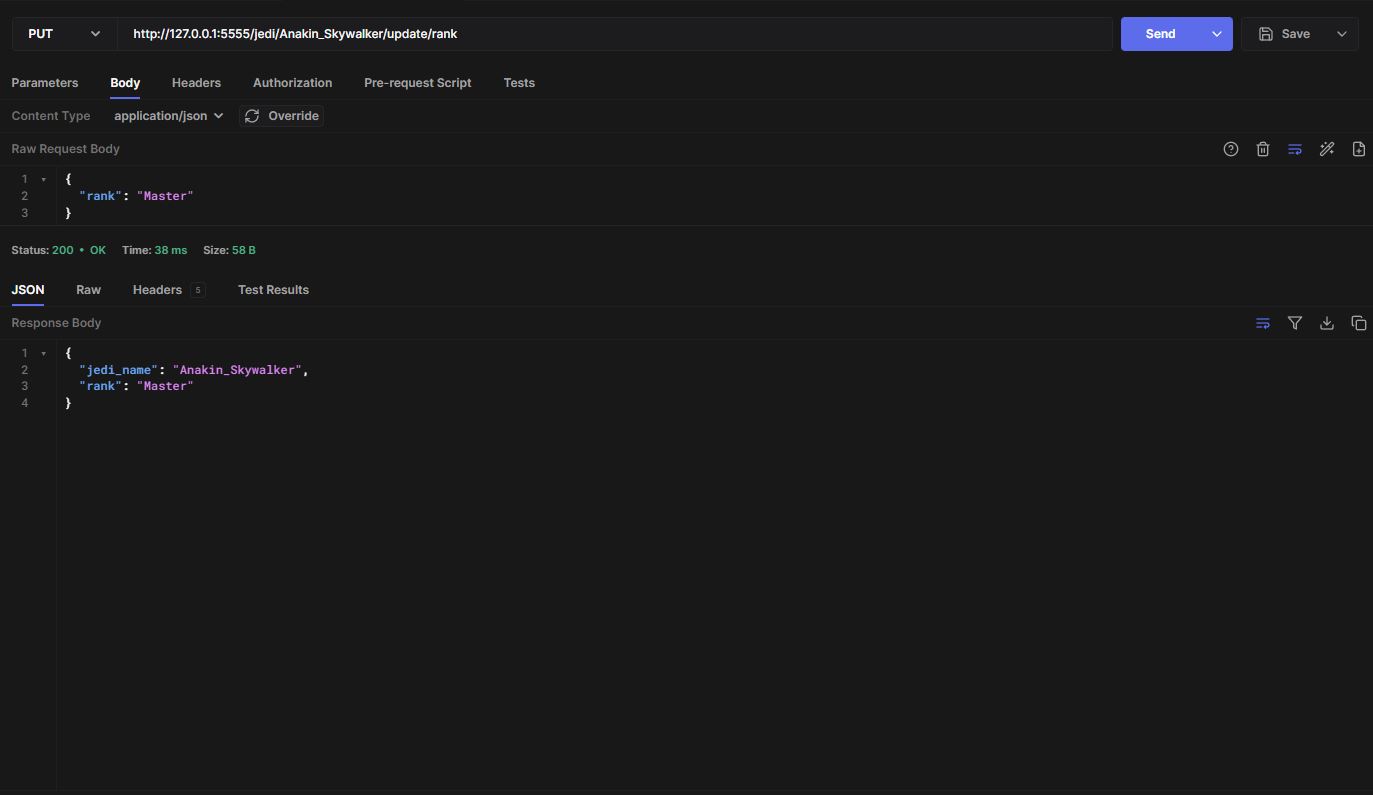 PUT http://127.0.0.1:5555/jedi/Anakin_Skywalker/update/rank Send Save
Parameters Body Headers Authorization Pre-request Script Tests
Content Type application/json Override
Raw Request Body
1 {
2 "rank": "Master"
3 }
Status: 200 • OK Time: 38 ms Size: 58 B
JSON Raw Headers 5 Test Results
Response Body
1 {
2 "jedi_name": "Anakin_Skywalker",
3 "rank": "Master"
4 }